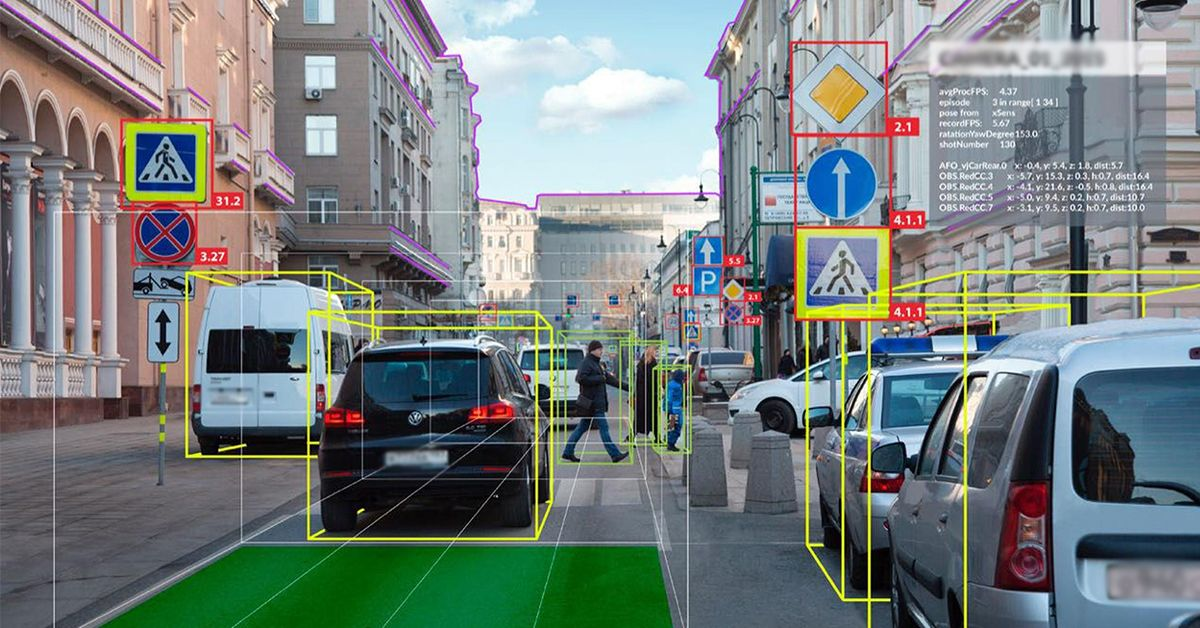 avgProcFPS: 4.37
episode 3 in range[ 1 34 ]
pose from xSens
recordFPS: 5.67
ratationYawDegree153.0
shotNumber 130
AFO_vjCarRear.0 x: -0.4, y: 5.4, z: 1.8, dist:5.7
OBS.RedCC.3 x: -5.7, y: 15.3, z: 0.3, h:0.7, dist:16.4
OBS.RedCC.4 x: -4.1, y: 21.6, z: -0.5, h:0.8, dist:16.4
OBS.RedCC.5 x: -5.0, y: 9.4, z: 0.2, h:0.7, dist:10.7
OBS.RedCC.7 x: -3.1, y: 9.5, z: 0.2, h:0.7, dist:10.0
2.1
31.2
4.1.1
3.27
5.5
P
6.4
2.1
4.1.1
3.27